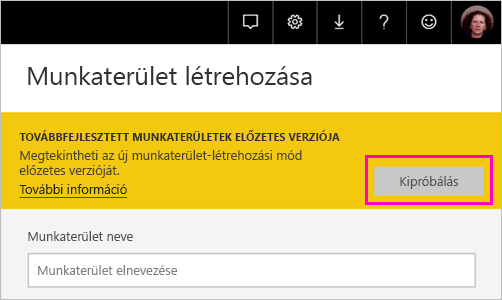 Munkaterület létrehozása
TOVÁBBFEJLESZTETT MUNKATERÜLETEK ELŐZETES VERZIÓJA
Megtekintheti az új munkaterület-létrehozási mód
előzetes verzióját.
További információ
Kipróbálás
Munkaterület neve
Munkaterület elnevezése